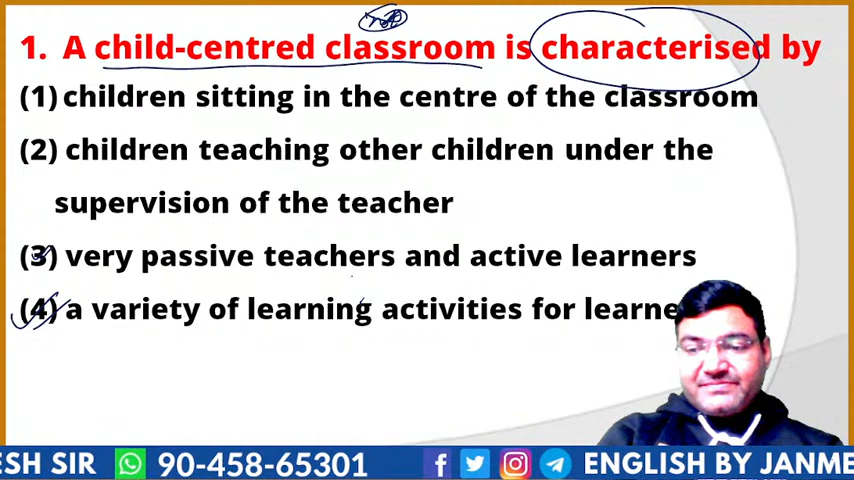 not
1. A child-centred classroom is characterised by
(1) children sitting in the centre of the classroom
(2) children teaching other children under the
supervision of the teacher
(3) very passive teachers and active learners
(4) a variety of learning activities for learne
ESH SIR 90-458-65301 ENGLISH BY JANME